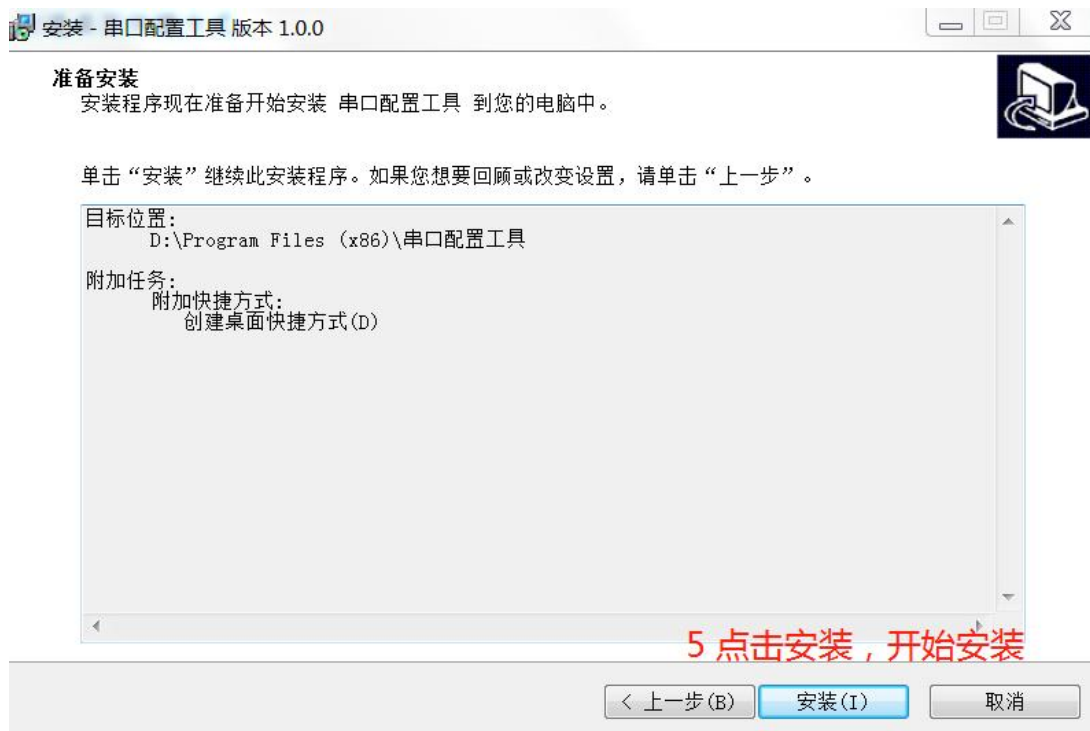 安装 - 串口配置工具 版本 1.0.0
准备安装
安装程序现在准备开始安装 串口配置工具 到您的电脑中。
单击“安装”继续此安装程序。如果您想要回顾或改变设置，请单击“上一步”。
目标位置:
D:\Program Files (x86)\串口配置工具
附加任务:
附加快捷方式:
创建桌面快捷方式(D)
5 点击安装，开始安装
< 上一步(B) 安装(I) 取消